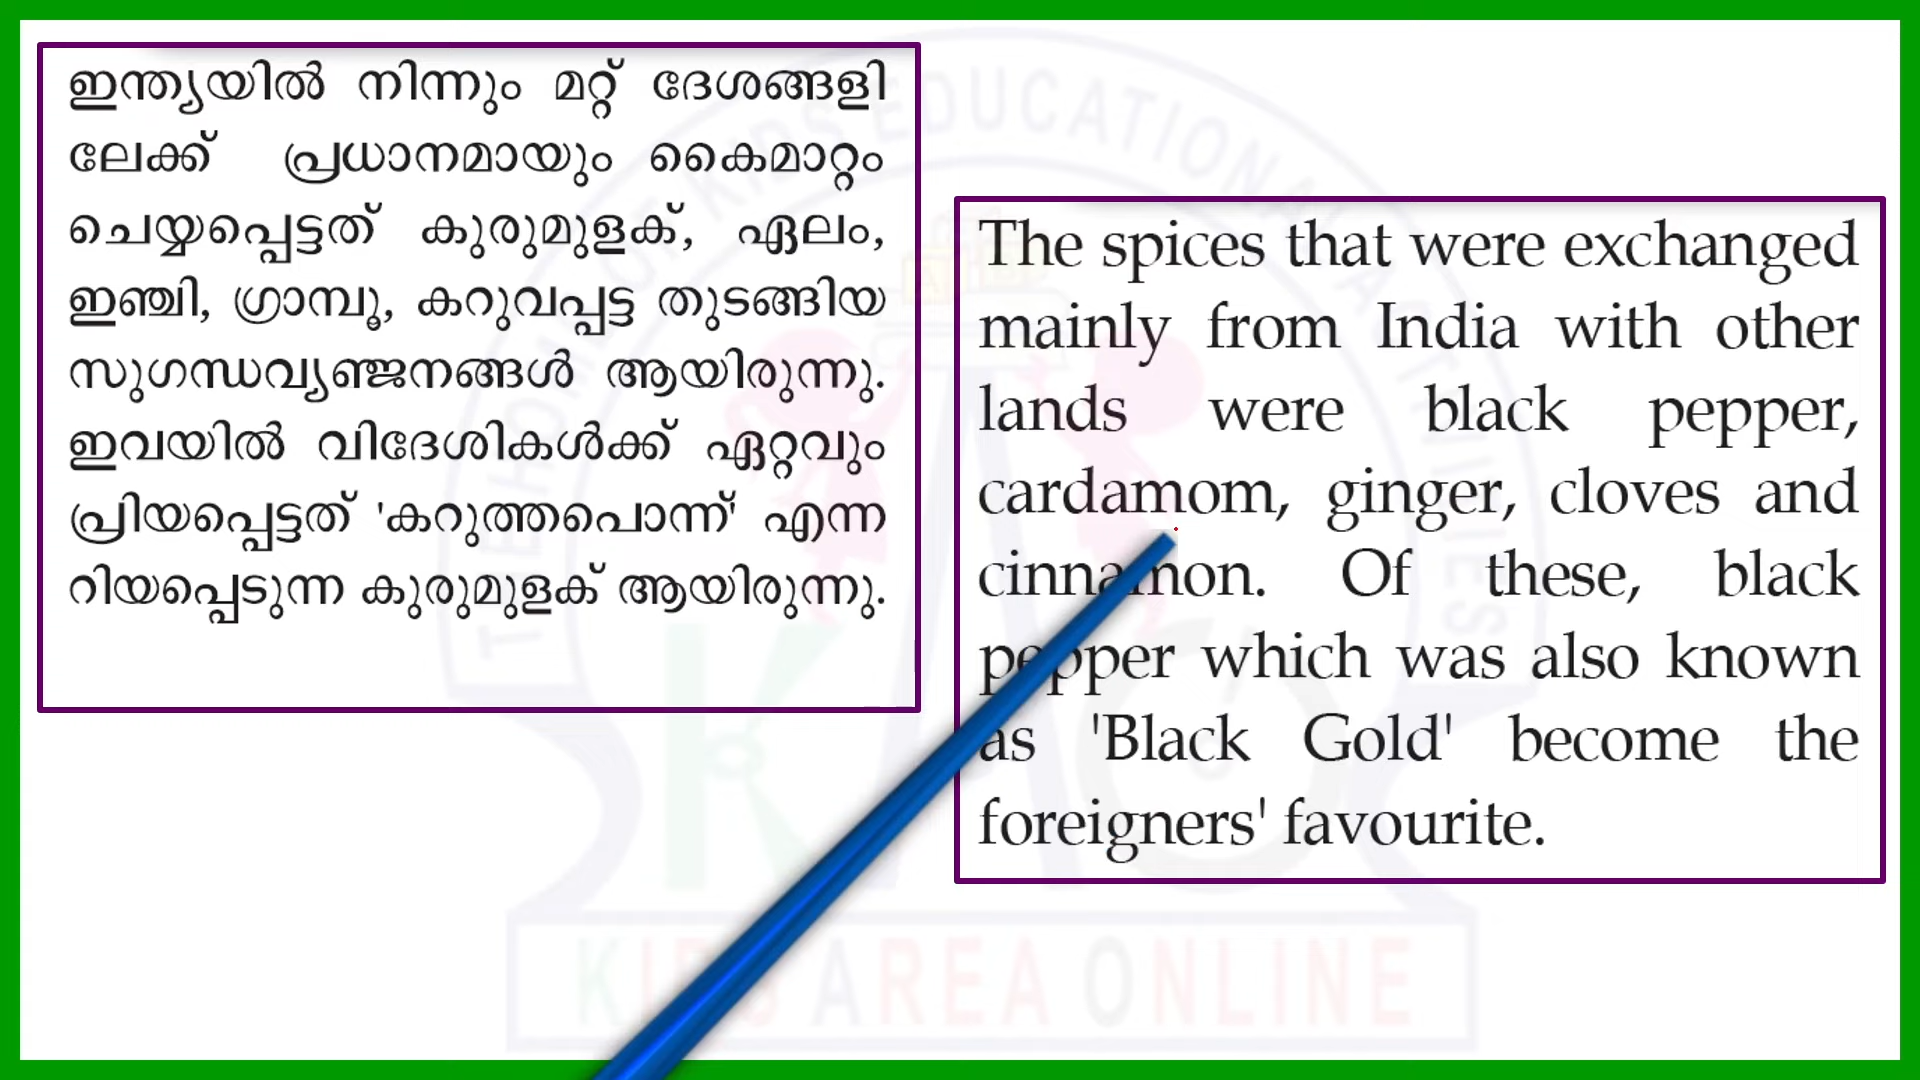 ഇന്ത്യയിൽ നിന്നും മറ്റ് ദേശങ്ങളി
ലേക്ക് പ്രധാനമായും കൈമാറ്റം
ചെയ്യപ്പെട്ടത് കുരുമുളക്, ഏലം,
ഇഞ്ചി, ഗ്രാമ്പൂ, കറുവപ്പട്ട തുടങ്ങിയ
സുഗന്ധവ്യഞ്ജനങ്ങൾ ആയിരുന്നു.
ഇവയിൽ വിദേശികൾക്ക് ഏറ്റവും
പ്രിയപ്പെട്ടത് 'കറുത്തപൊന്ന്' എന്ന
റിയപ്പെടുന്ന കുരുമുളക് ആയിരുന്നു.
The spices that were exchanged
mainly from India with other
lands were black pepper,
cardamom, ginger, cloves and
cinnamon. Of these, black
pepper which was also known
as 'Black Gold' become the
foreigners' favourite.
KIDS AREA ONLINE